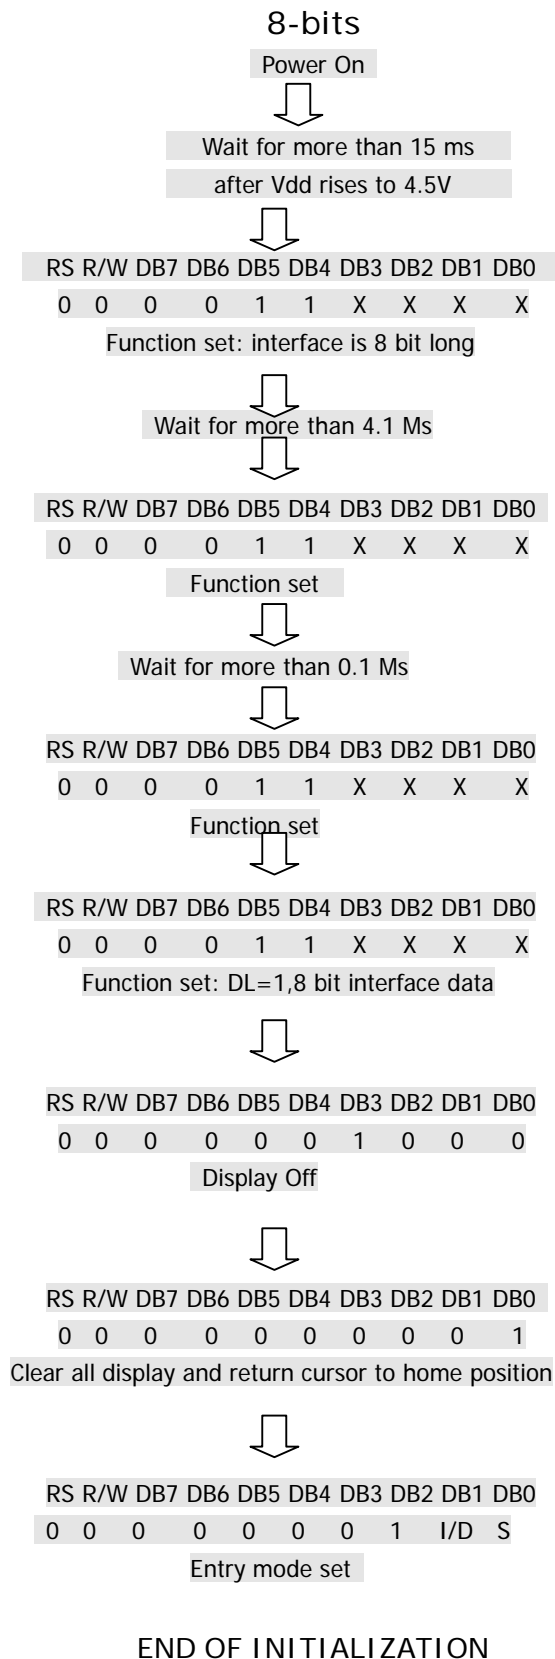 8-bits
Power On
Wait for more than 15 ms
after Vdd rises to 4.5V
RS R/W DB7 DB6 DB5 DB4 DB3 DB2 DB1 DB0
0 0 0 0 1 1 X X X X
Function set: interface is 8 bit long
Wait for more than 4.1 Ms
RS R/W DB7 DB6 DB5 DB4 DB3 DB2 DB1 DB0
0 0 0 0 1 1 X X X X
Function set
Wait for more than 0.1 Ms
RS R/W DB7 DB6 DB5 DB4 DB3 DB2 DB1 DB0
0 0 0 0 1 1 X X X X
Function set
RS R/W DB7 DB6 DB5 DB4 DB3 DB2 DB1 DB0
0 0 0 0 1 1 X X X X
Function set: DL=1,8 bit interface data
RS R/W DB7 DB6 DB5 DB4 DB3 DB2 DB1 DB0
0 0 0 0 0 0 1 0 0 0
Display Off
RS R/W DB7 DB6 DB5 DB4 DB3 DB2 DB1 DB0
0 0 0 0 0 0 0 0 0 1
Clear all display and return cursor to home position
RS R/W DB7 DB6 DB5 DB4 DB3 DB2 DB1 DB0
0 0 0 0 0 0 0 1 I/D S
Entry mode set
END OF INITIALIZATION